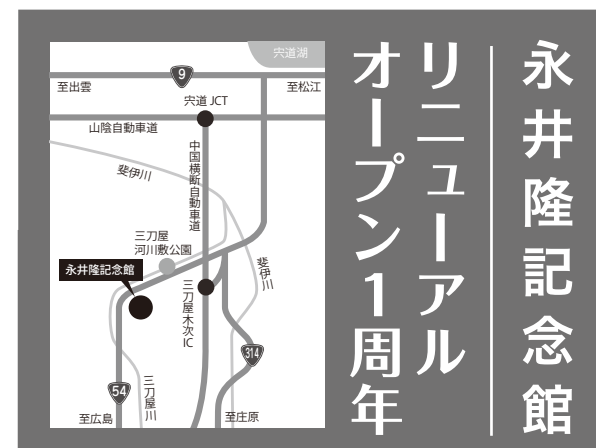 永井隆記念館
リニューアル
オープン1周年
宍道湖
9
至出雲
至松江
宍道 JCT
山陰自動車道
中国横断自動車道
斐伊川
三刀屋
河川敷公園
永井隆記念館
斐伊川
三刀屋木次IC
314
54
三刀屋川
至広島
至庄原